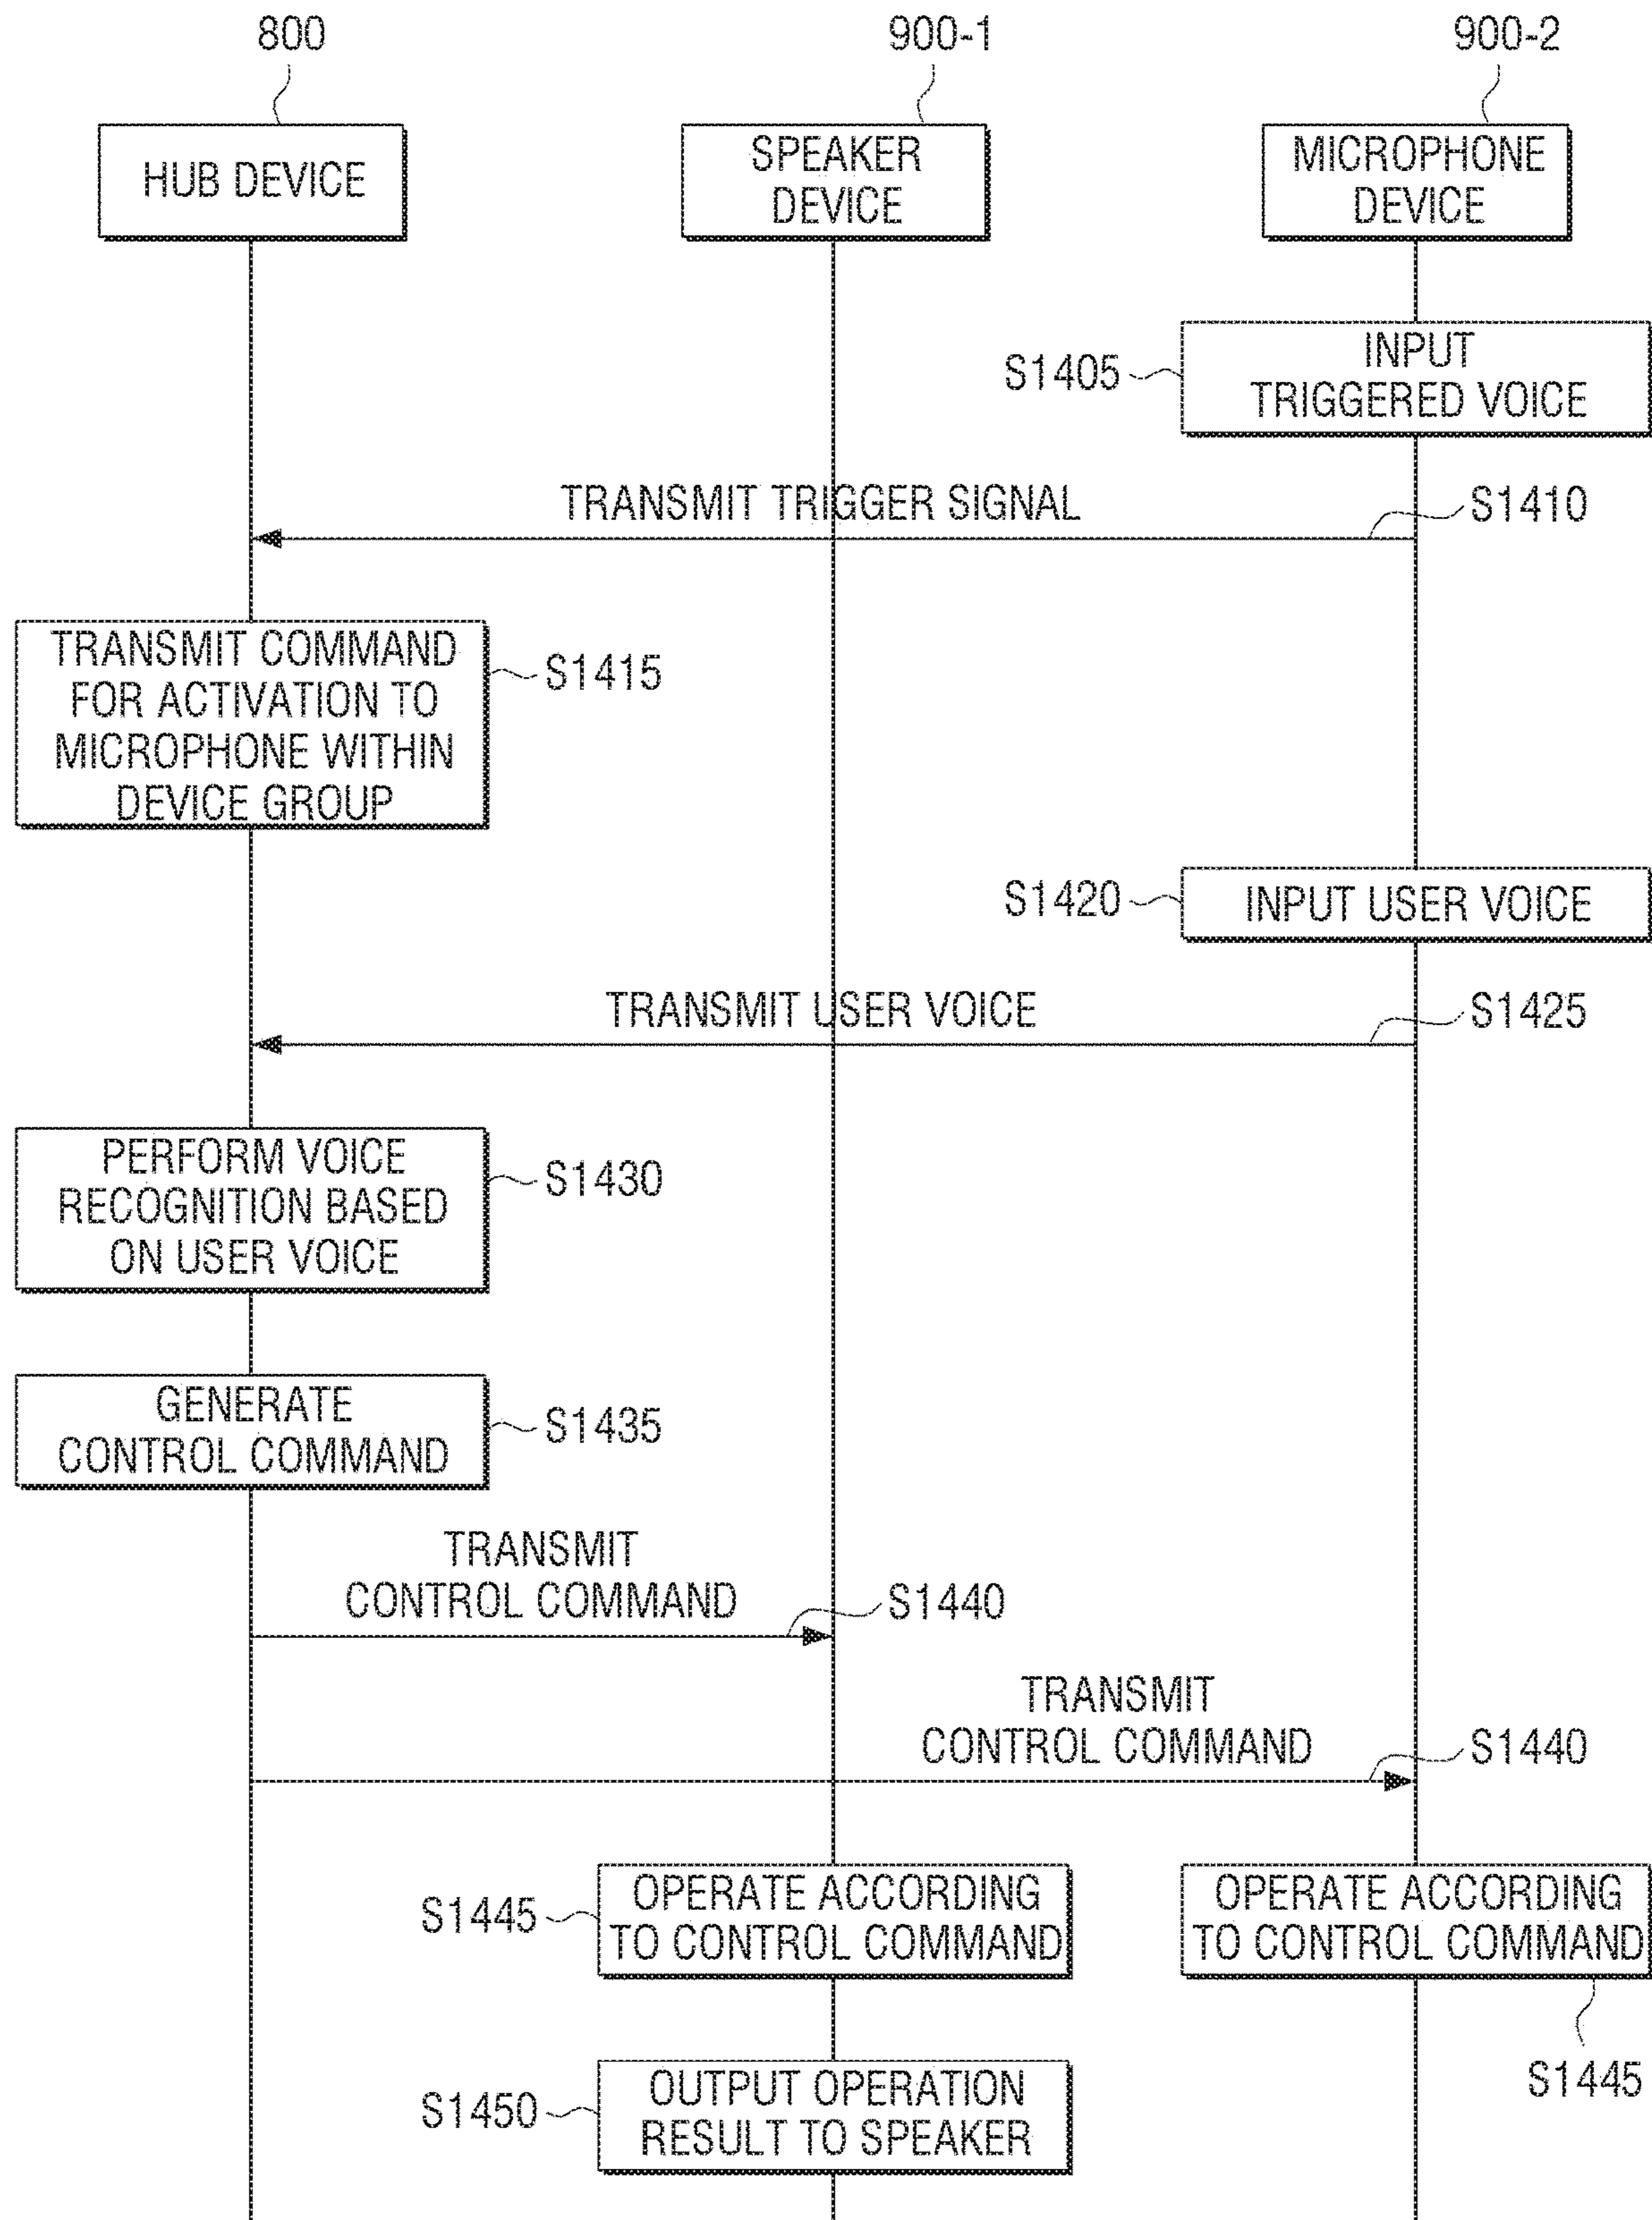 800
900-1
900-2
HUB DEVICE
SPEAKER
DEVICE
MICROPHONE
DEVICE
S1405
INPUT
TRIGGERED VOICE
TRANSMIT TRIGGER SIGNAL
S1410
TRANSMIT COMMAND
FOR ACTIVATION TO
MICROPHONE WITHIN
DEVICE GROUP
S1415
S1420
INPUT USER VOICE
TRANSMIT USER VOICE
S1425
PERFORM VOICE
RECOGNITION BASED
ON USER VOICE
S1430
GENERATE
CONTROL COMMAND
S1435
TRANSMIT
CONTROL COMMAND
S1440
TRANSMIT
CONTROL COMMAND
S1440
S1445
OPERATE ACCORDING
TO CONTROL COMMAND
OPERATE ACCORDING
TO CONTROL COMMAND
S1445
S1450
OUTPUT OPERATION
RESULT TO SPEAKER